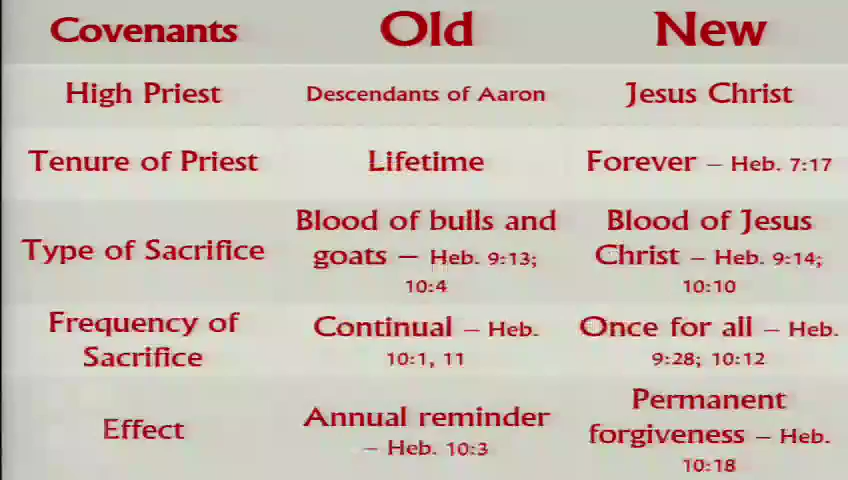 Covenants Old New
High Priest Descendants of Aaron Jesus Christ
Tenure of Priest Lifetime Forever – Heb. 7:17
Type of Sacrifice
Blood of bulls and
goats – Heb. 9:13;
10:4
Blood of Jesus
Christ – Heb. 9:14;
10:10
Frequency of
Sacrifice
Continual – Heb.
10:1, 11
Once for all – Heb.
9:28; 10:12
Effect
Annual reminder
– Heb. 10:3
Permanent
forgiveness – Heb.
10:18